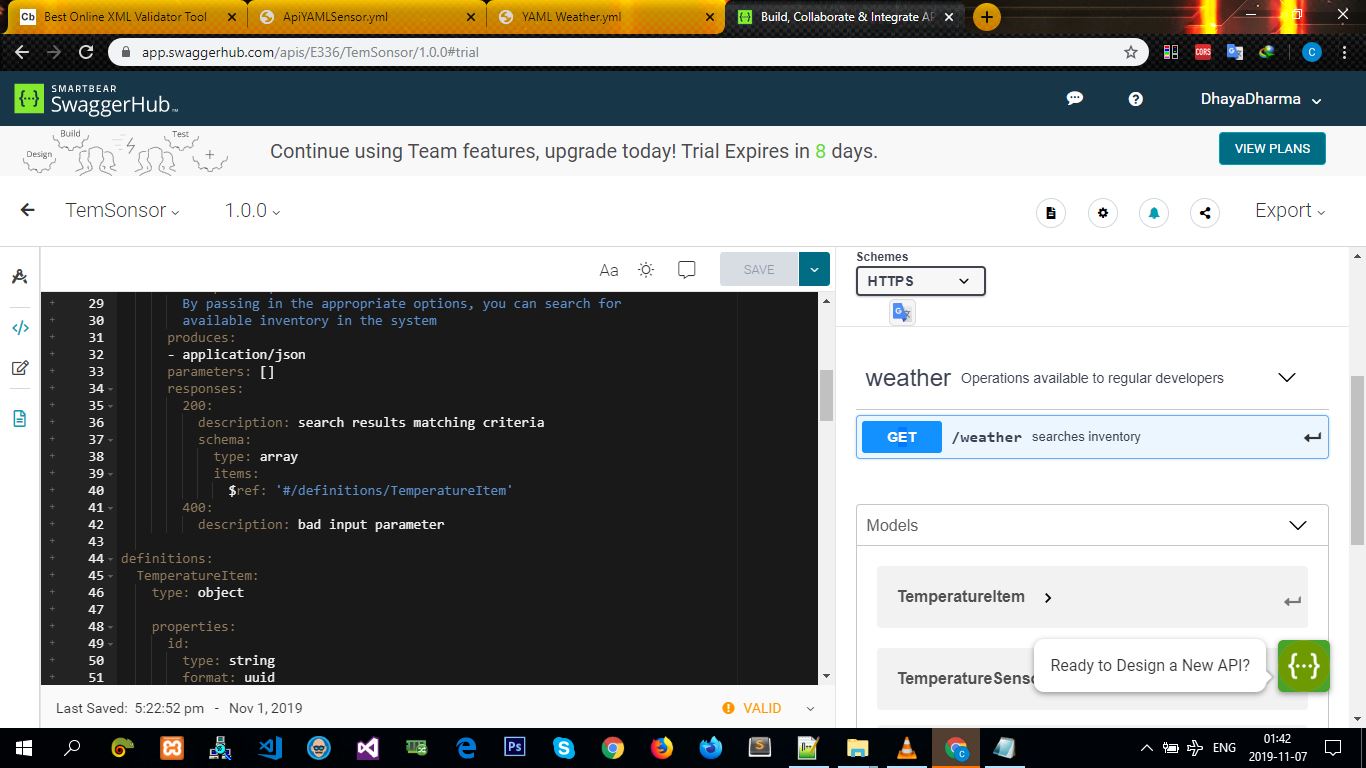 Best Online XML Validator Tool
ApiYAMLSensor.yml
YAML Weather.yml
Build, Collaborate & Integrate AP
app.swaggerhub.com/apis/E336/TemSonsor/1.0.0#trial
CORS
C
SMARTBEAR
SwaggerHub
DhayaDharma
Design
Build
Test
Continue using Team features, upgrade today! Trial Expires in 8 days.
VIEW PLANS
TemSonsor
1.0.0
Export
Aa
SAVE
29 By passing in the appropriate options, you can search for
30 available inventory in the system
31 produces:
32 - application/json
33 parameters: []
34 responses:
35 200:
36 description: search results matching criteria
37 schema:
38 type: array
39 items:
40 $ref: '#/definitions/TemperatureItem'
41 400:
42 description: bad input parameter
43
44 definitions:
45 TemperatureItem:
46 type: object
47
48 properties:
49 id:
50 type: string
51 format: uuid
Last Saved: 5:22:52 pm - Nov 1, 2019
VALID
Schemes
HTTPS
weather Operations available to regular developers
GET /weather searches inventory
Models
TemperatureItem
TemperatureSenso
Ready to Design a New API?
ENG
01:42
2019-11-07